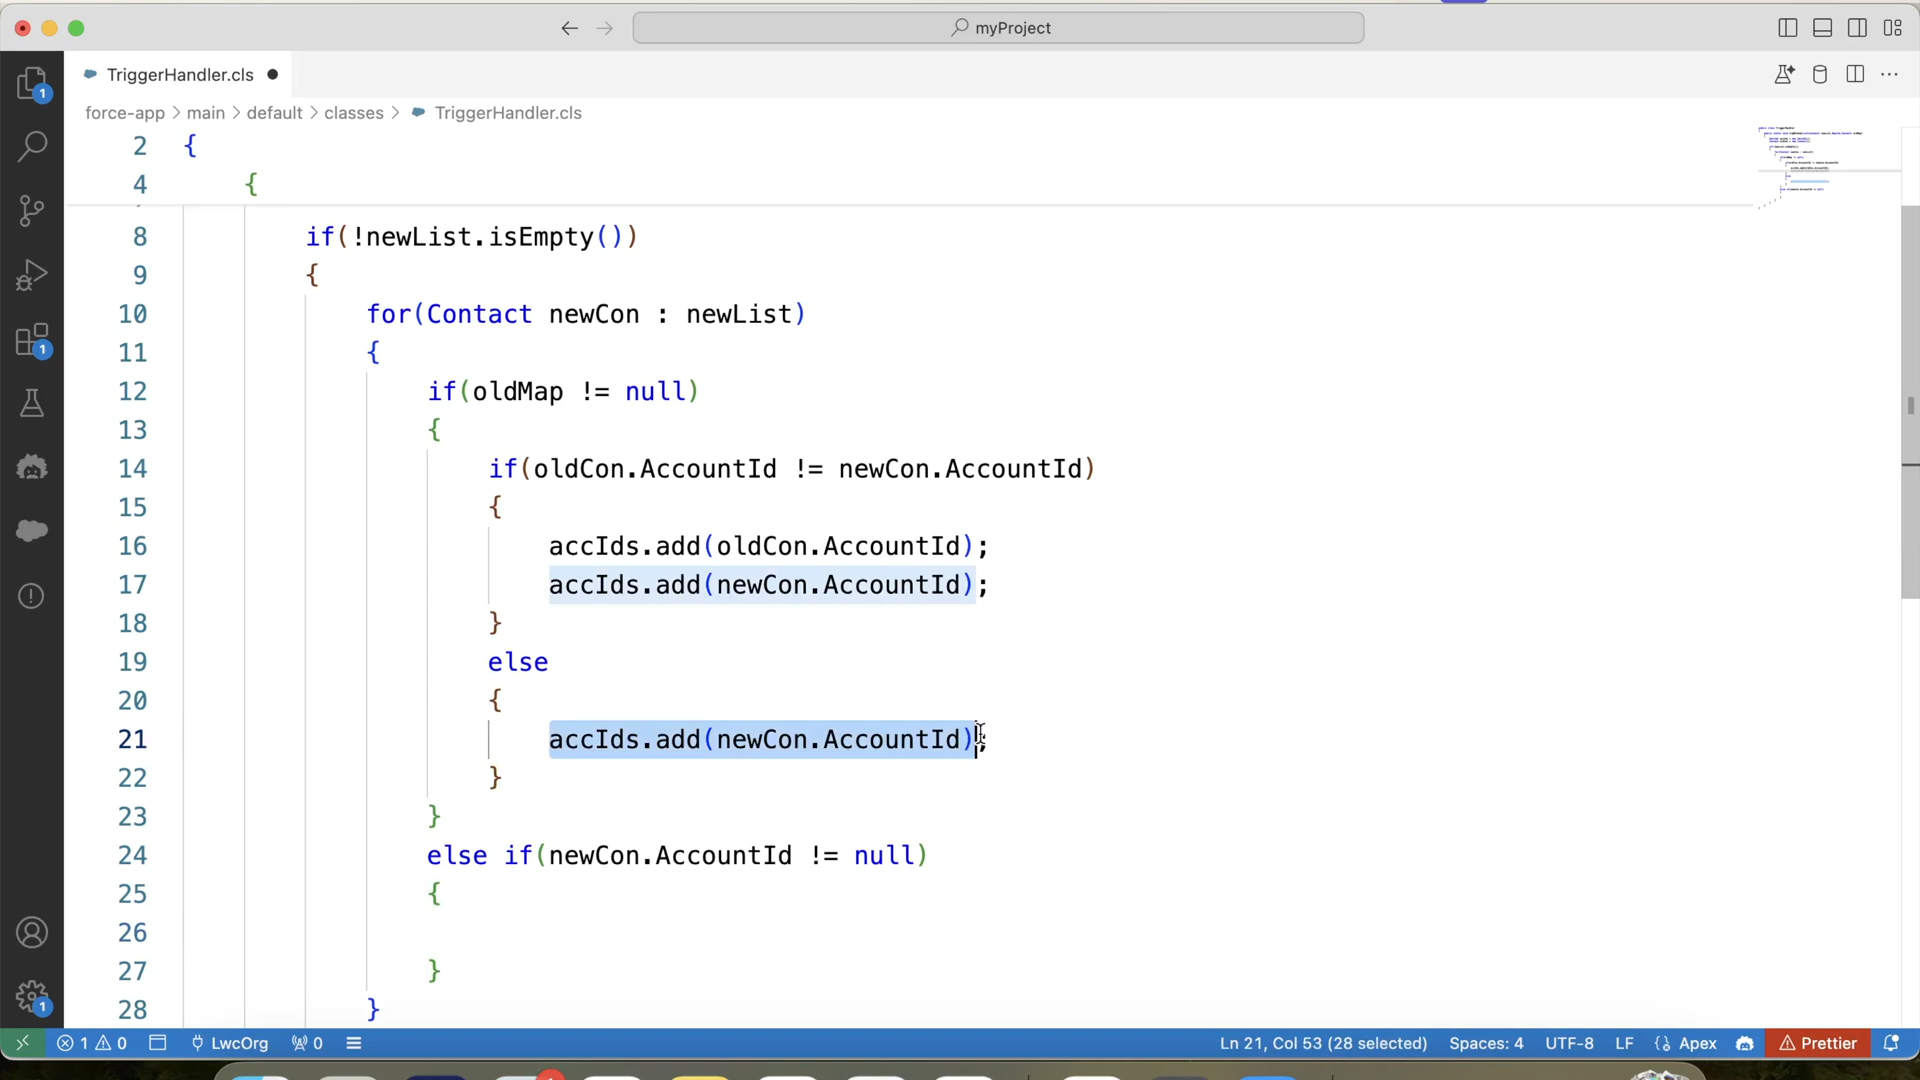 myProject
TriggerHandler.cls
force-app > main > default > classes > TriggerHandler.cls
2 {
4 {
8 if(!newList.isEmpty())
9 {
10 for(Contact newCon : newList)
11 {
12 if(oldMap != null)
13 {
14 if(oldCon.AccountId != newCon.AccountId)
15 {
16 accIds.add(oldCon.AccountId);
17 accIds.add(newCon.AccountId);
18 }
19 else
20 {
21 accIds.add(newCon.AccountId);
22 }
23 }
24 else if(newCon.AccountId != null)
25 {
26
27 }
28 }
1
1
1
1 0 LwcOrg 0 Ln 21, Col 53 (28 selected) Spaces: 4 UTF-8 LF Apex Prettier